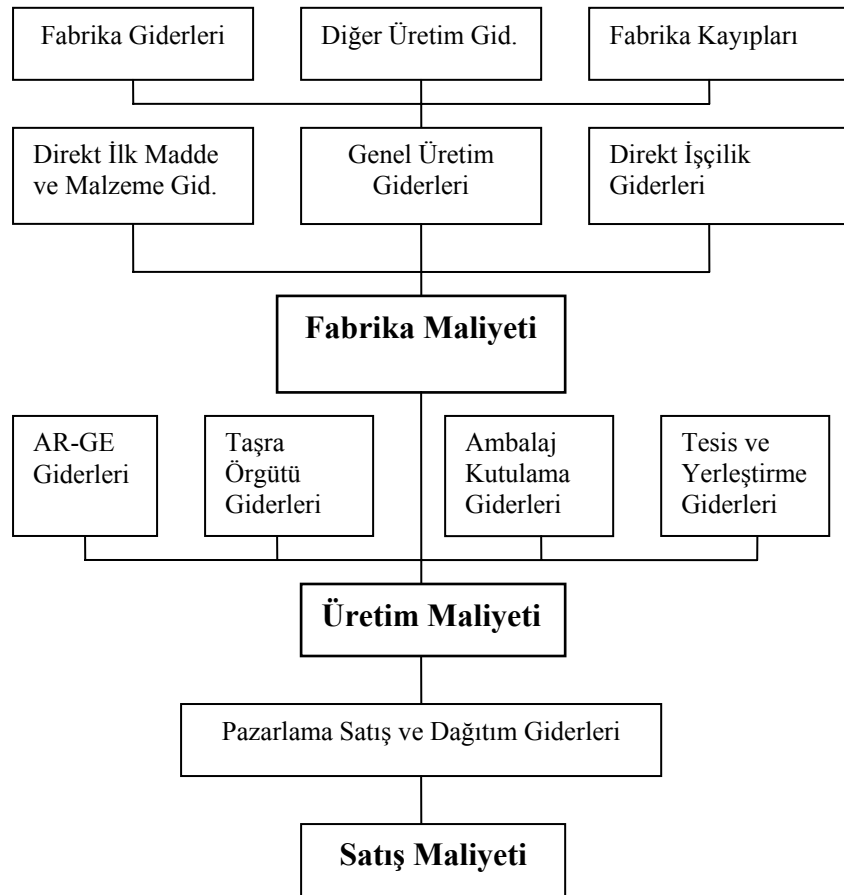 Fabrika Giderleri
Diğer Üretim Gid.
Fabrika Kayıpları
Direkt İlk Madde
ve Malzeme Gid.
Genel Üretim
Giderleri
Direkt İşçilik
Giderleri
Fabrika Maliyeti
AR-GE
Giderleri
Taşra
Örgütü
Giderleri
Ambalaj
Kutulama
Giderleri
Tesis ve
Yerleştirme
Giderleri
Üretim Maliyeti
Pazarlama Satış ve Dağıtım Giderleri
Satış Maliyeti